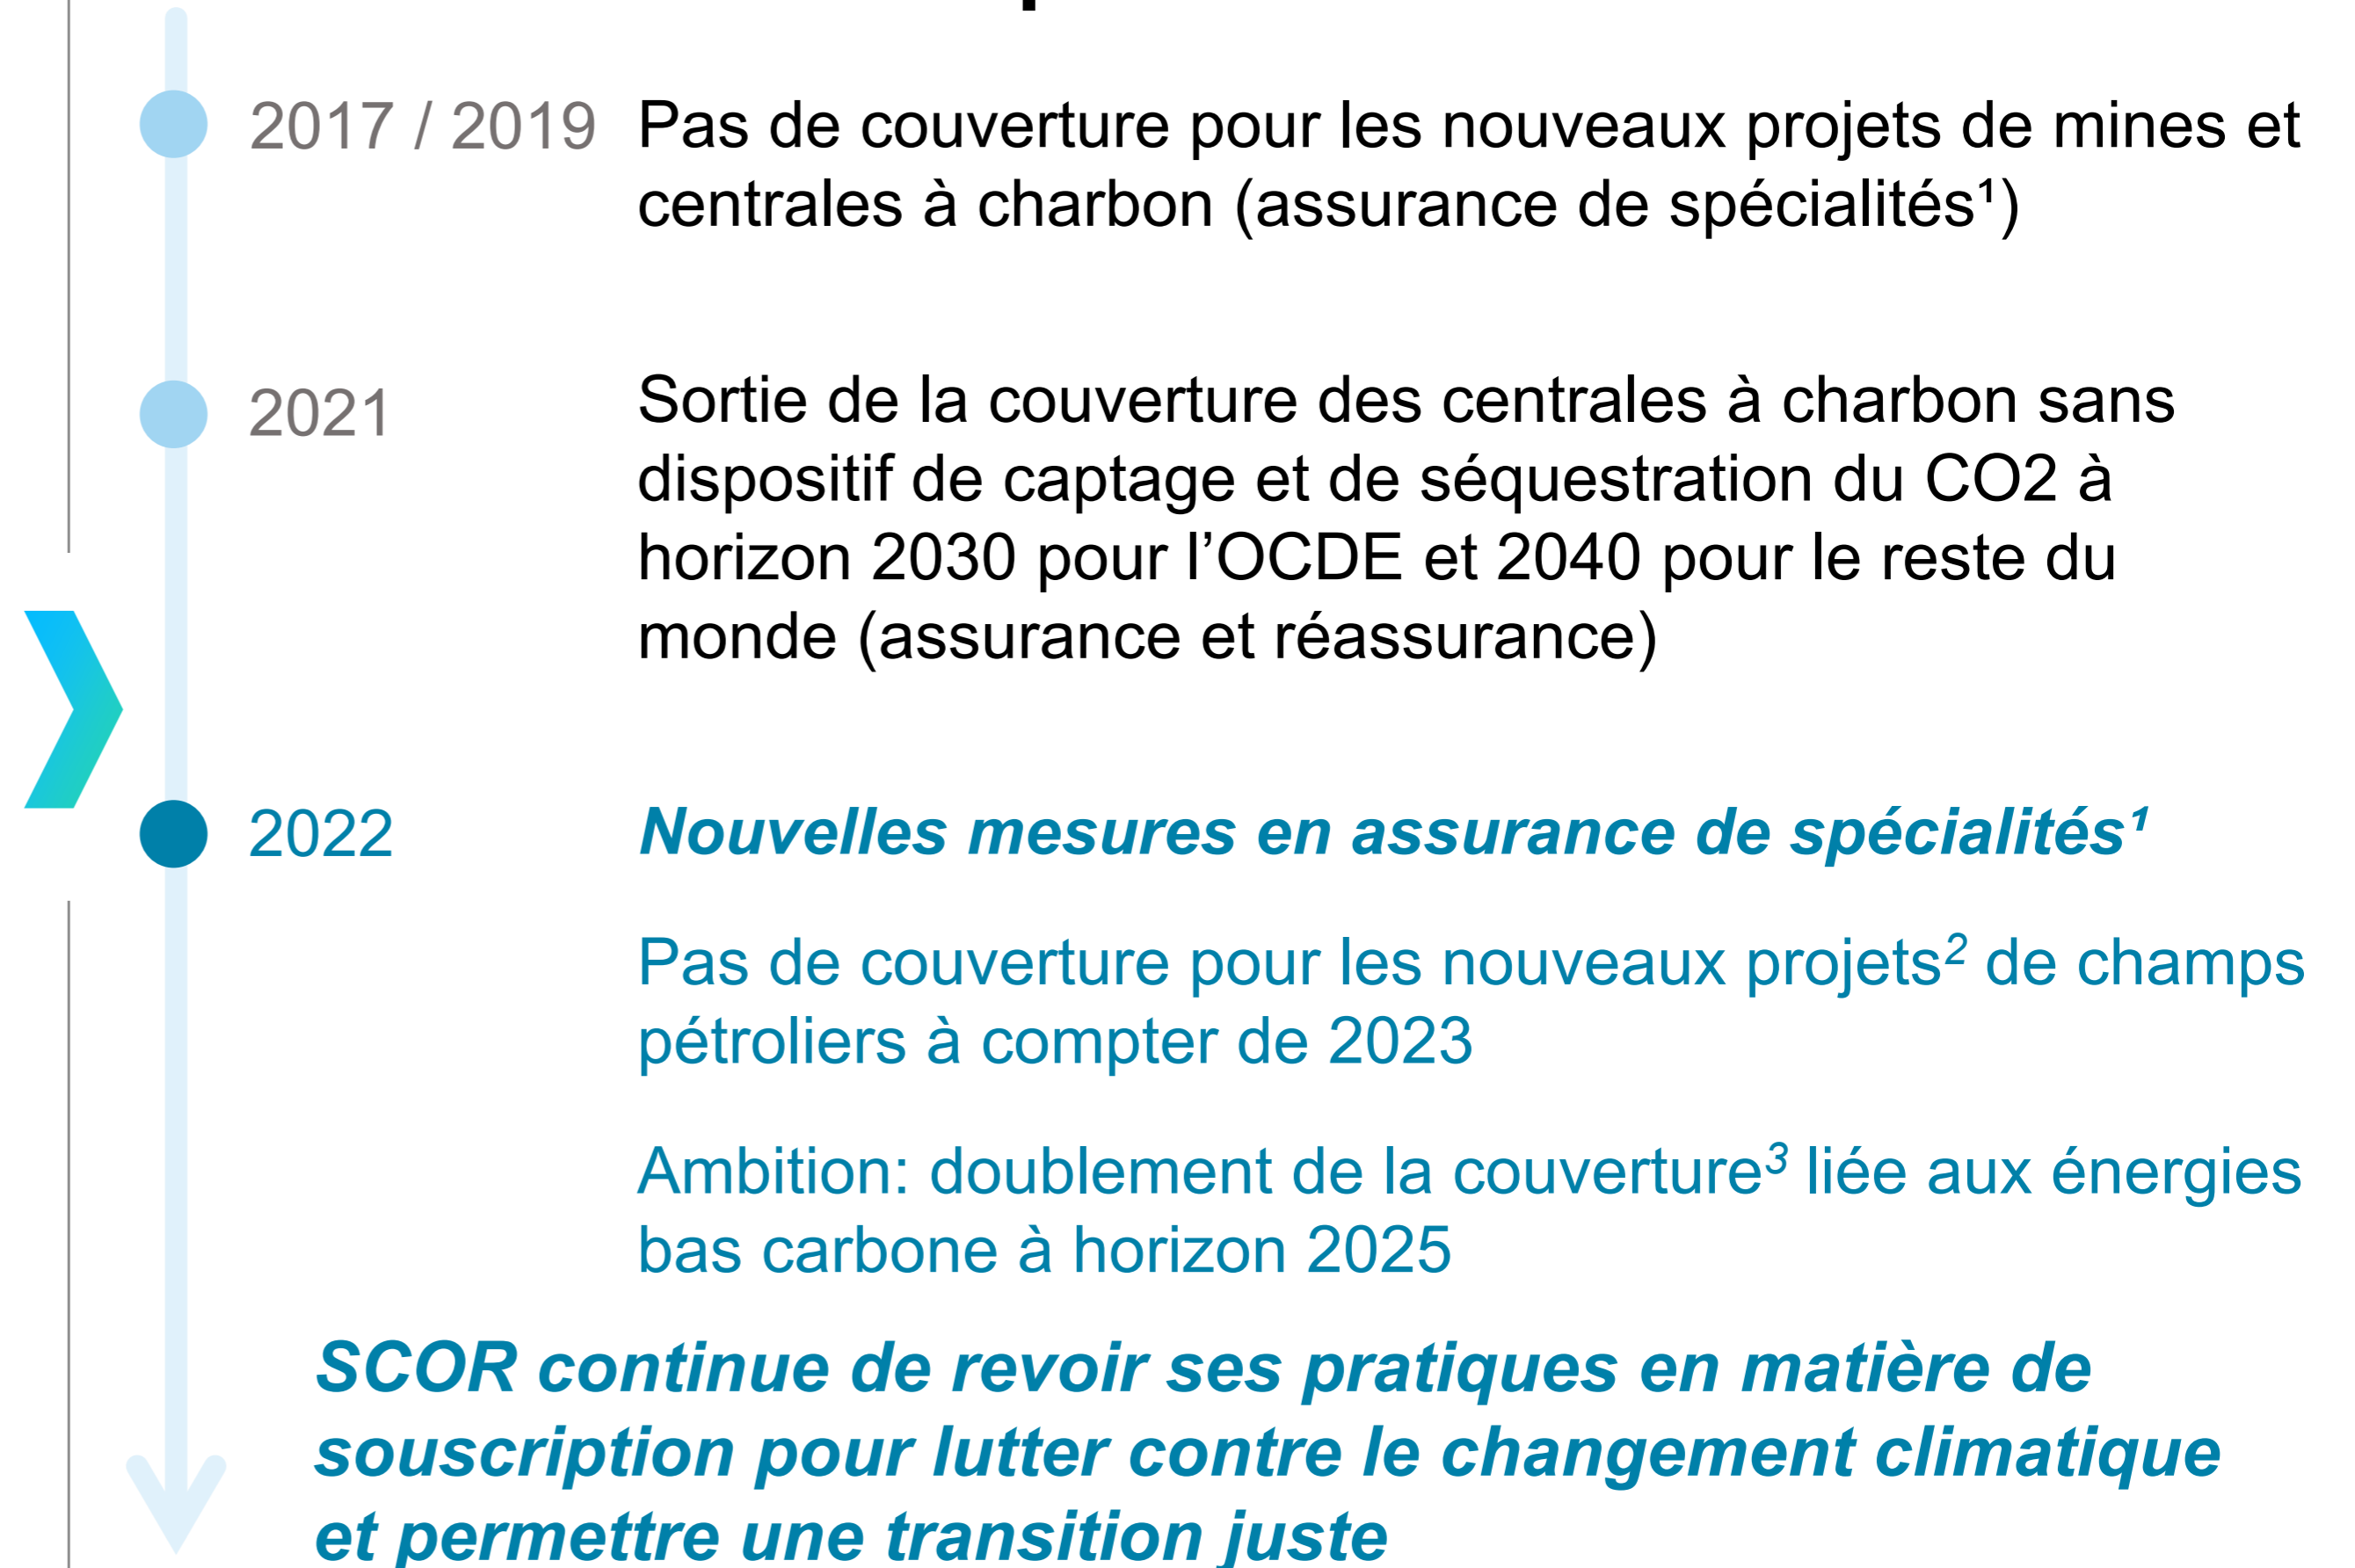 2017 / 2019 Pas de couverture pour les nouveaux projets de mines et
centrales à charbon (assurance de spécialités¹)
2021 Sortie de la couverture des centrales à charbon sans
dispositif de captage et de séquestration du CO2 à
horizon 2030 pour l’OCDE et 2040 pour le reste du
monde (assurance et réassurance)
2022 Nouvelles mesures en assurance de spécialités¹
Pas de couverture pour les nouveaux projets² de champs
pétroliers à compter de 2023
Ambition: doublement de la couverture³ liée aux énergies
bas carbone à horizon 2025
SCOR continue de revoir ses pratiques en matière de
souscription pour lutter contre le changement climatique
et permettre une transition juste